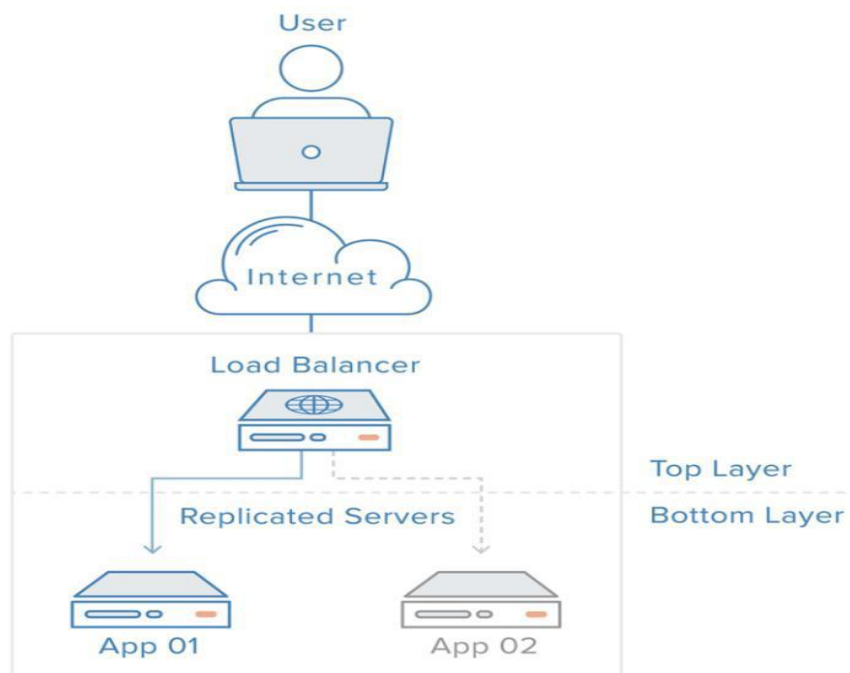 User
Internet
Load Balancer
Top Layer
Replicated Servers
Bottom Layer
App 01
App 02